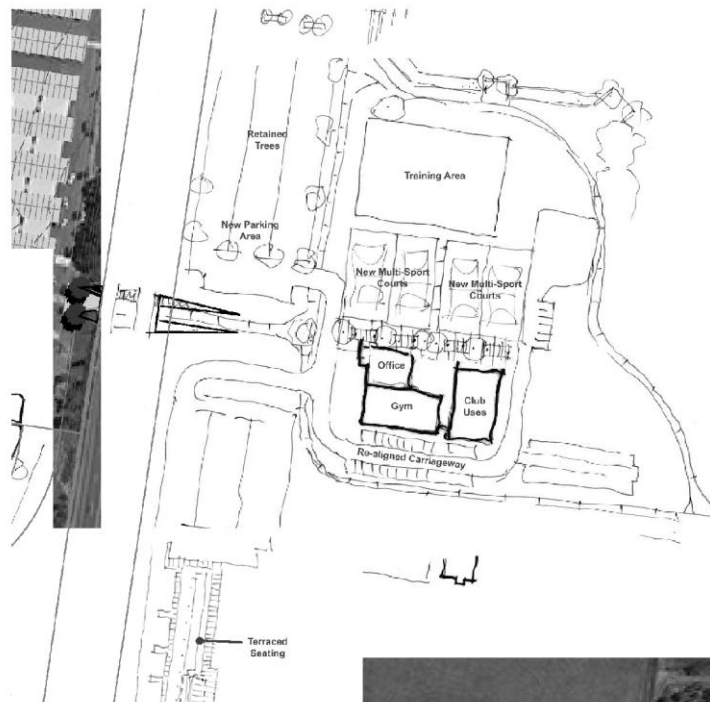 Retained
Trees
Training Area
New Parking
Area
New Multi-Sport
Courts
New Multi-Sport
Courts
Office
Gym
Club
Uses
Re-aligned Carriageway
Terraced
Seating